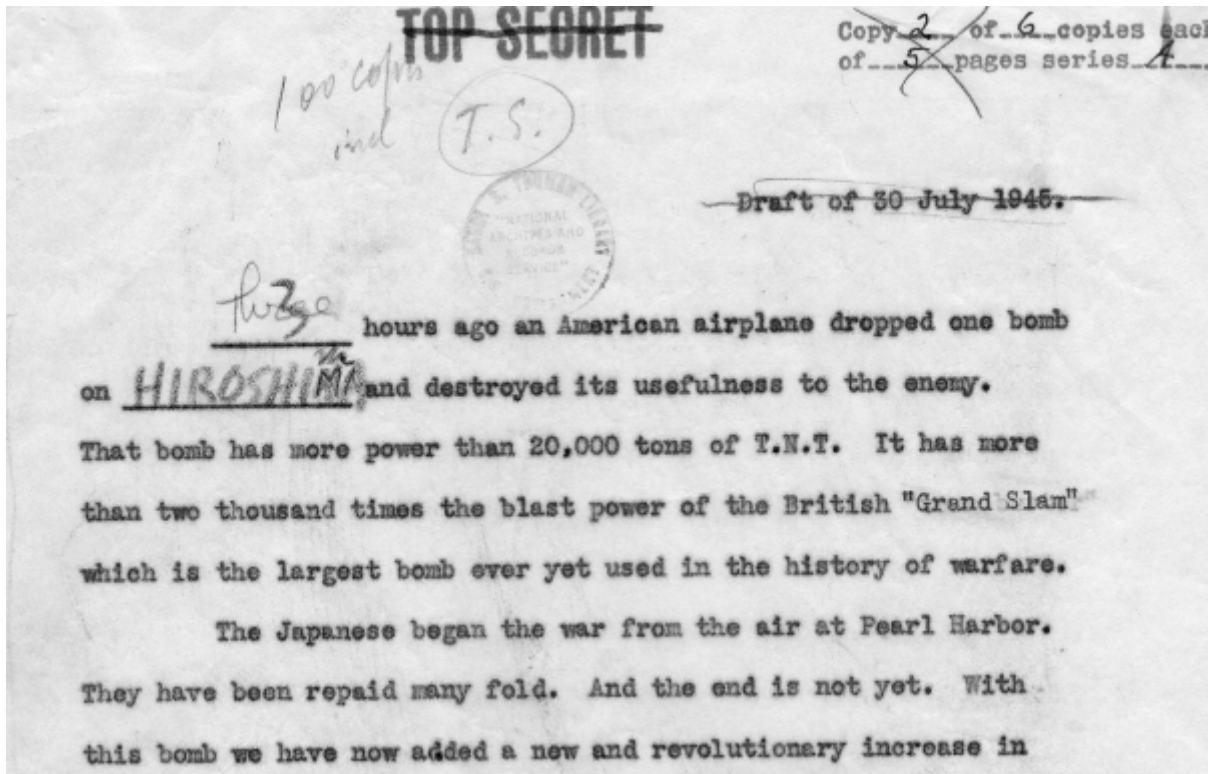 TOP SECRET
Copy 2 of 6 copies each
of 5 pages series A
100 copies
T.S.
Draft of 30 July 1945.
hours ago an American airplane dropped one bomb
on HIROSHIMA and destroyed its usefulness to the enemy.
That bomb has more power than 20,000 tons of T.N.T. It has more
than two thousand times the blast power of the British "Grand Slam"
which is the largest bomb ever yet used in the history of warfare.
The Japanese began the war from the air at Pearl Harbor.
They have been repaid many fold. And the end is not yet. With
this bomb we have now added a new and revolutionary increase in